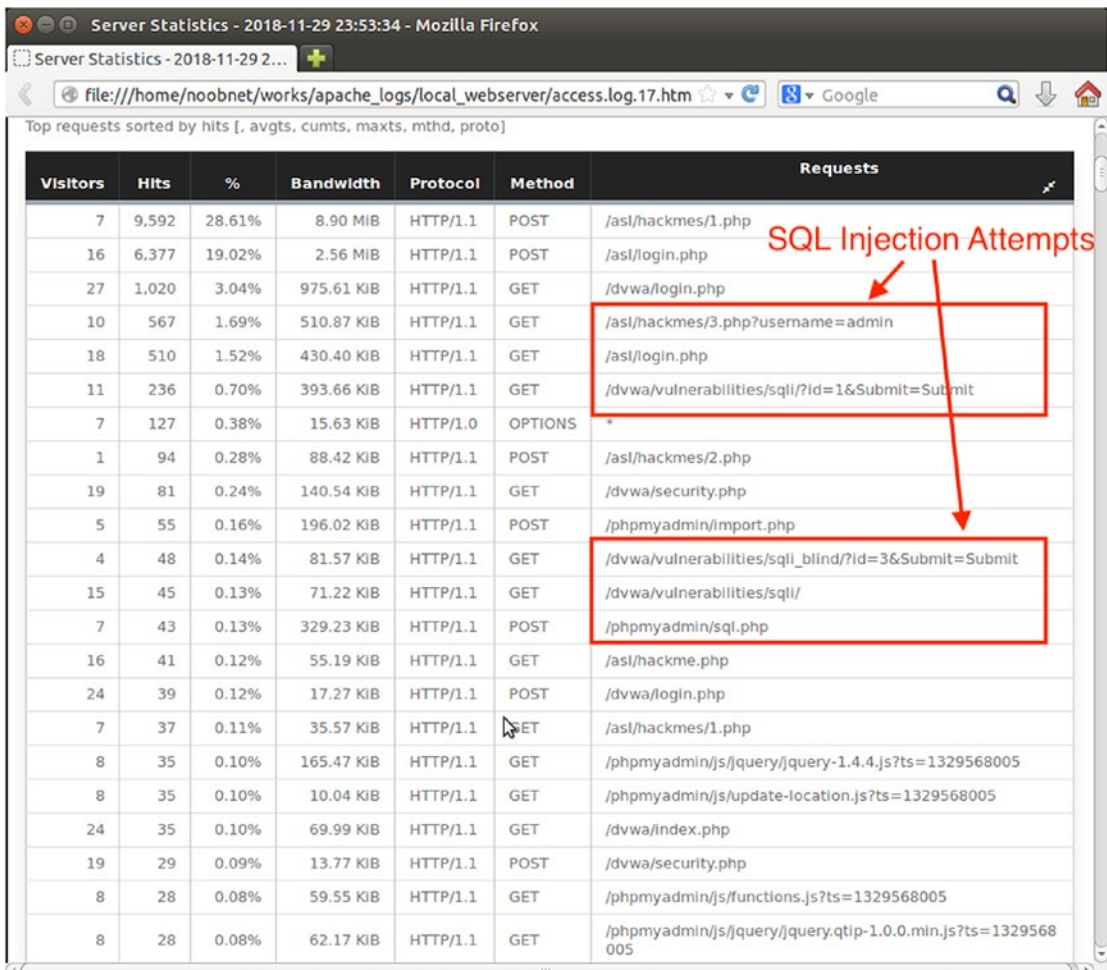 Server Statistics - 2018-11-29 23:53:34 - Mozilla Firefox
Server Statistics - 2018-11-29 2...
file:///home/noobnet/works/apache_logs/local_webserver/access.log.17.htm Google
Top requests sorted by hits [, avgts, cumts, maxts, mthd, proto]
Visitors Hits % Bandwidth Protocol Method Requests
7 9,592 28.61% 8.90 MiB HTTP/1.1 POST /asl/hackmes/1.php
SQL Injection Attempts
16 6,377 19.02% 2.56 MiB HTTP/1.1 POST /asl/login.php
27 1,020 3.04% 975.61 KiB HTTP/1.1 GET /dvwa/login.php
10 567 1.69% 510.87 KiB HTTP/1.1 GET /asl/hackmes/3.php?username=admin
18 510 1.52% 430.40 KiB HTTP/1.1 GET /asl/login.php
11 236 0.70% 393.66 KiB HTTP/1.1 GET /dvwa/vulnerabilities/sqli/?id=1&Submit=Submit
7 127 0.38% 15.63 KiB HTTP/1.0 OPTIONS *
1 94 0.28% 88.42 KiB HTTP/1.1 POST /asl/hackmes/2.php
19 81 0.24% 140.54 KiB HTTP/1.1 GET /dvwa/security.php
5 55 0.16% 196.02 KiB HTTP/1.1 POST /phpmyadmin/import.php
4 48 0.14% 81.57 KiB HTTP/1.1 GET /dvwa/vulnerabilities/sqli_blind/?id=3&Submit=Submit
15 45 0.13% 71.22 KiB HTTP/1.1 GET /dvwa/vulnerabilities/sqli/
7 43 0.13% 329.23 KiB HTTP/1.1 POST /phpmyadmin/sql.php
16 41 0.12% 55.19 KiB HTTP/1.1 GET /asl/hackme.php
24 39 0.12% 17.27 KiB HTTP/1.1 POST /dvwa/login.php
7 37 0.11% 35.57 KiB HTTP/1.1 GET /asl/hackmes/1.php
8 35 0.10% 165.47 KiB HTTP/1.1 GET /phpmyadmin/js/jquery/jquery-1.4.4.js?ts=1329568005
8 35 0.10% 10.04 KiB HTTP/1.1 GET /phpmyadmin/js/update-location.js?ts=1329568005
24 35 0.10% 69.99 KiB HTTP/1.1 GET /dvwa/index.php
19 29 0.09% 13.77 KiB HTTP/1.1 POST /dvwa/security.php
8 28 0.08% 59.55 KiB HTTP/1.1 GET /phpmyadmin/js/functions.js?ts=1329568005
8 28 0.08% 62.17 KiB HTTP/1.1 GET /phpmyadmin/js/jquery/jquery.qtip-1.0.0.min.js?ts=1329568
005